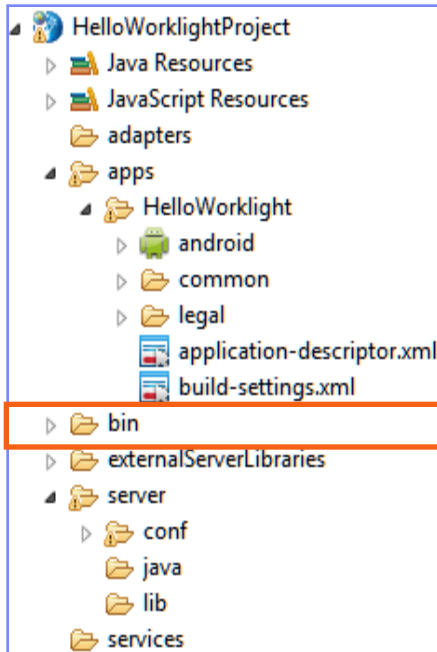 HelloWorklightProject
Java Resources
JavaScript Resources
adapters
apps
HelloWorklight
android
common
legal
application-descriptor.xml
build-settings.xml
bin
externalServerLibraries
server
conf
java
lib
services